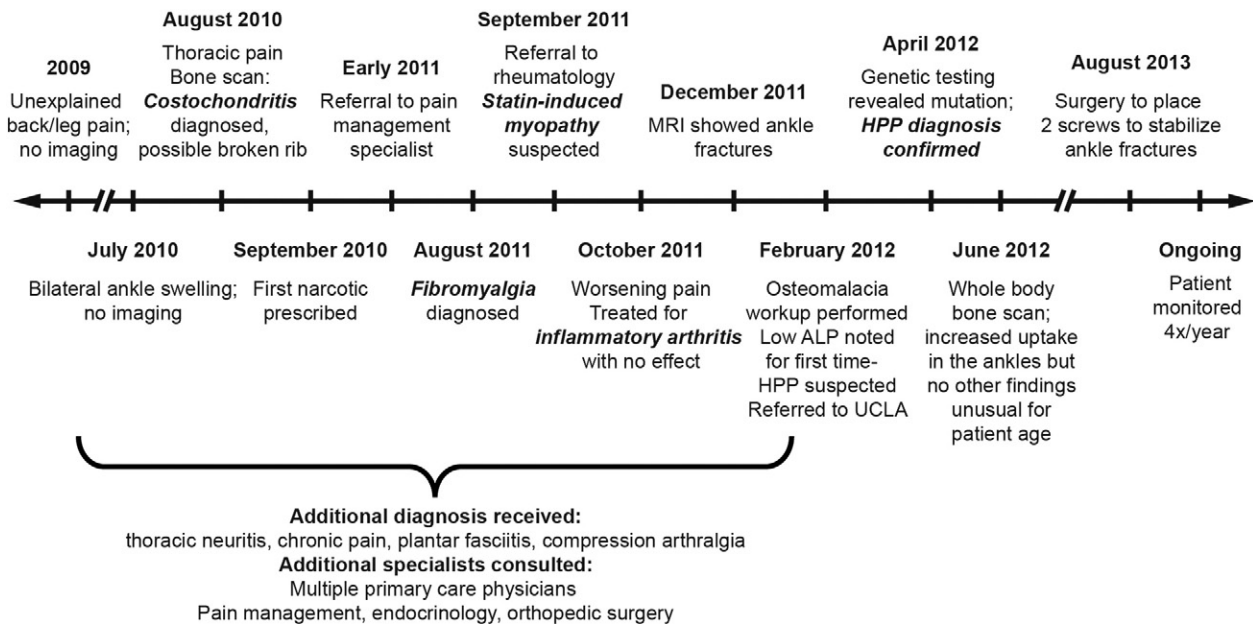 2009
Unexplained
back/leg pain;
no imaging
August 2010
Thoracic pain
Bone scan:
Costochondritis
diagnosed,
possible broken rib
Early 2011
Referral to pain
management
specialist
September 2011
Referral to
rheumatology
Statin-induced
myopathy
suspected
December 2011
MRI showed ankle
fractures
April 2012
Genetic testing
revealed mutation;
HPP diagnosis
confirmed
August 2013
Surgery to place
2 screws to stabilize
ankle fractures
July 2010
Bilateral ankle swelling;
no imaging
September 2010
First narcotic
prescribed
August 2011
Fibromyalgia
diagnosed
October 2011
Worsening pain
Treated for
inflammatory arthritis
with no effect
February 2012
Osteomalacia
workup performed
Low ALP noted
for first time-
HPP suspected
Referred to UCLA
June 2012
Whole body
bone scan;
increased uptake
in the ankles but
no other findings
unusual for
patient age
Ongoing
Patient
monitored
4x/year
Additional diagnosis received:
thoracic neuritis, chronic pain, plantar fasciitis, compression arthralgia
Additional specialists consulted:
Multiple primary care physicians
Pain management, endocrinology, orthopedic surgery